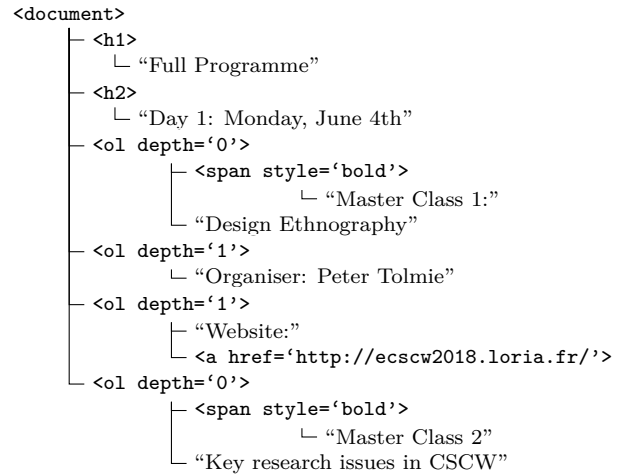 <document>
<h1>
“Full Programme”
<h2>
“Day 1: Monday, June 4th”
<ol depth=‘0’>
<span style=‘bold’>
“Master Class 1:”
“Design Ethnography”
<ol depth=‘1’>
“Organiser: Peter Tolmie”
<ol depth=‘1’>
“Website:”
<a href=‘http://ecscw2018.loria.fr/’>
<ol depth=‘0’>
<span style=‘bold’>
“Master Class 2”
“Key research issues in CSCW”